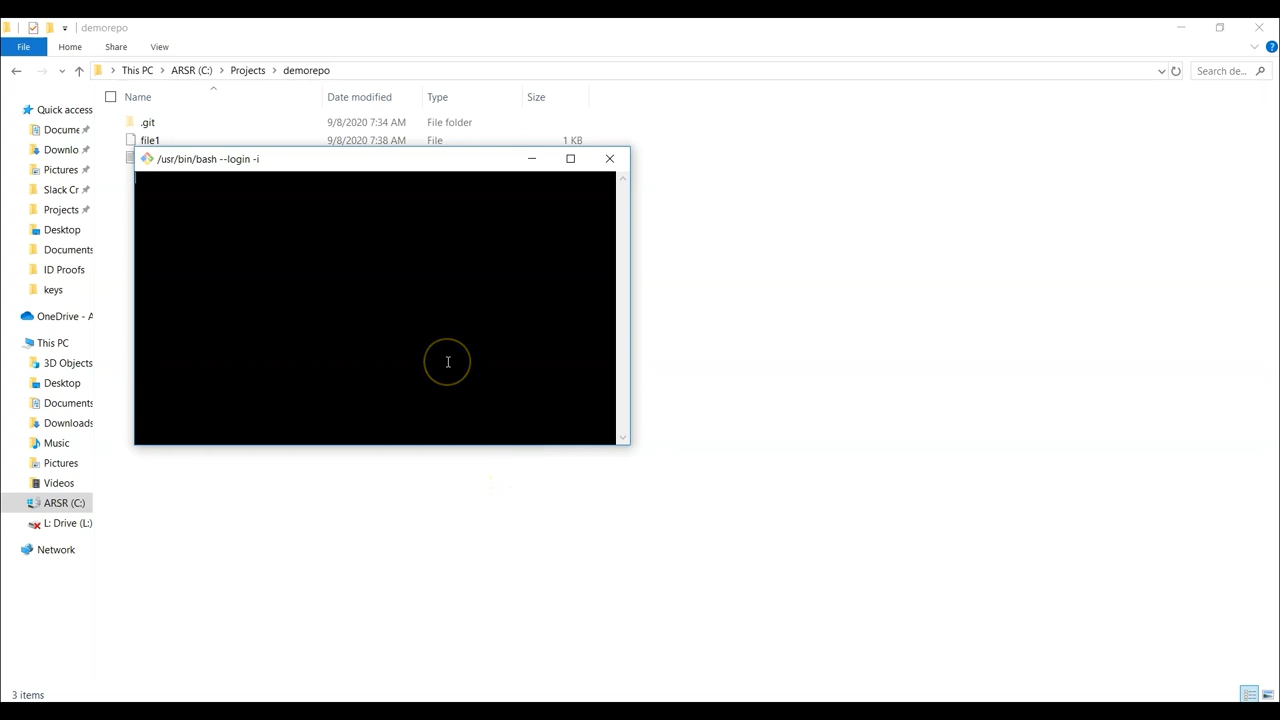 demorepo
File Home Share View
This PC ARSR (C:) Projects demorepo
Search de...
Name Date modified Type Size
Quick access
.git 9/8/2020 7:34 AM File folder
Docume
file1 9/8/2020 7:38 AM File 1 KB
Downlo
/usr/bin/bash --login -i
Pictures
Slack Cr
Projects
Desktop
Documents
ID Proofs
keys
OneDrive - A
This PC
3D Objects
Desktop
Documents
Downloads
Music
Pictures
Videos
ARSR (C:)
L: Drive (L:)
Network
3 items